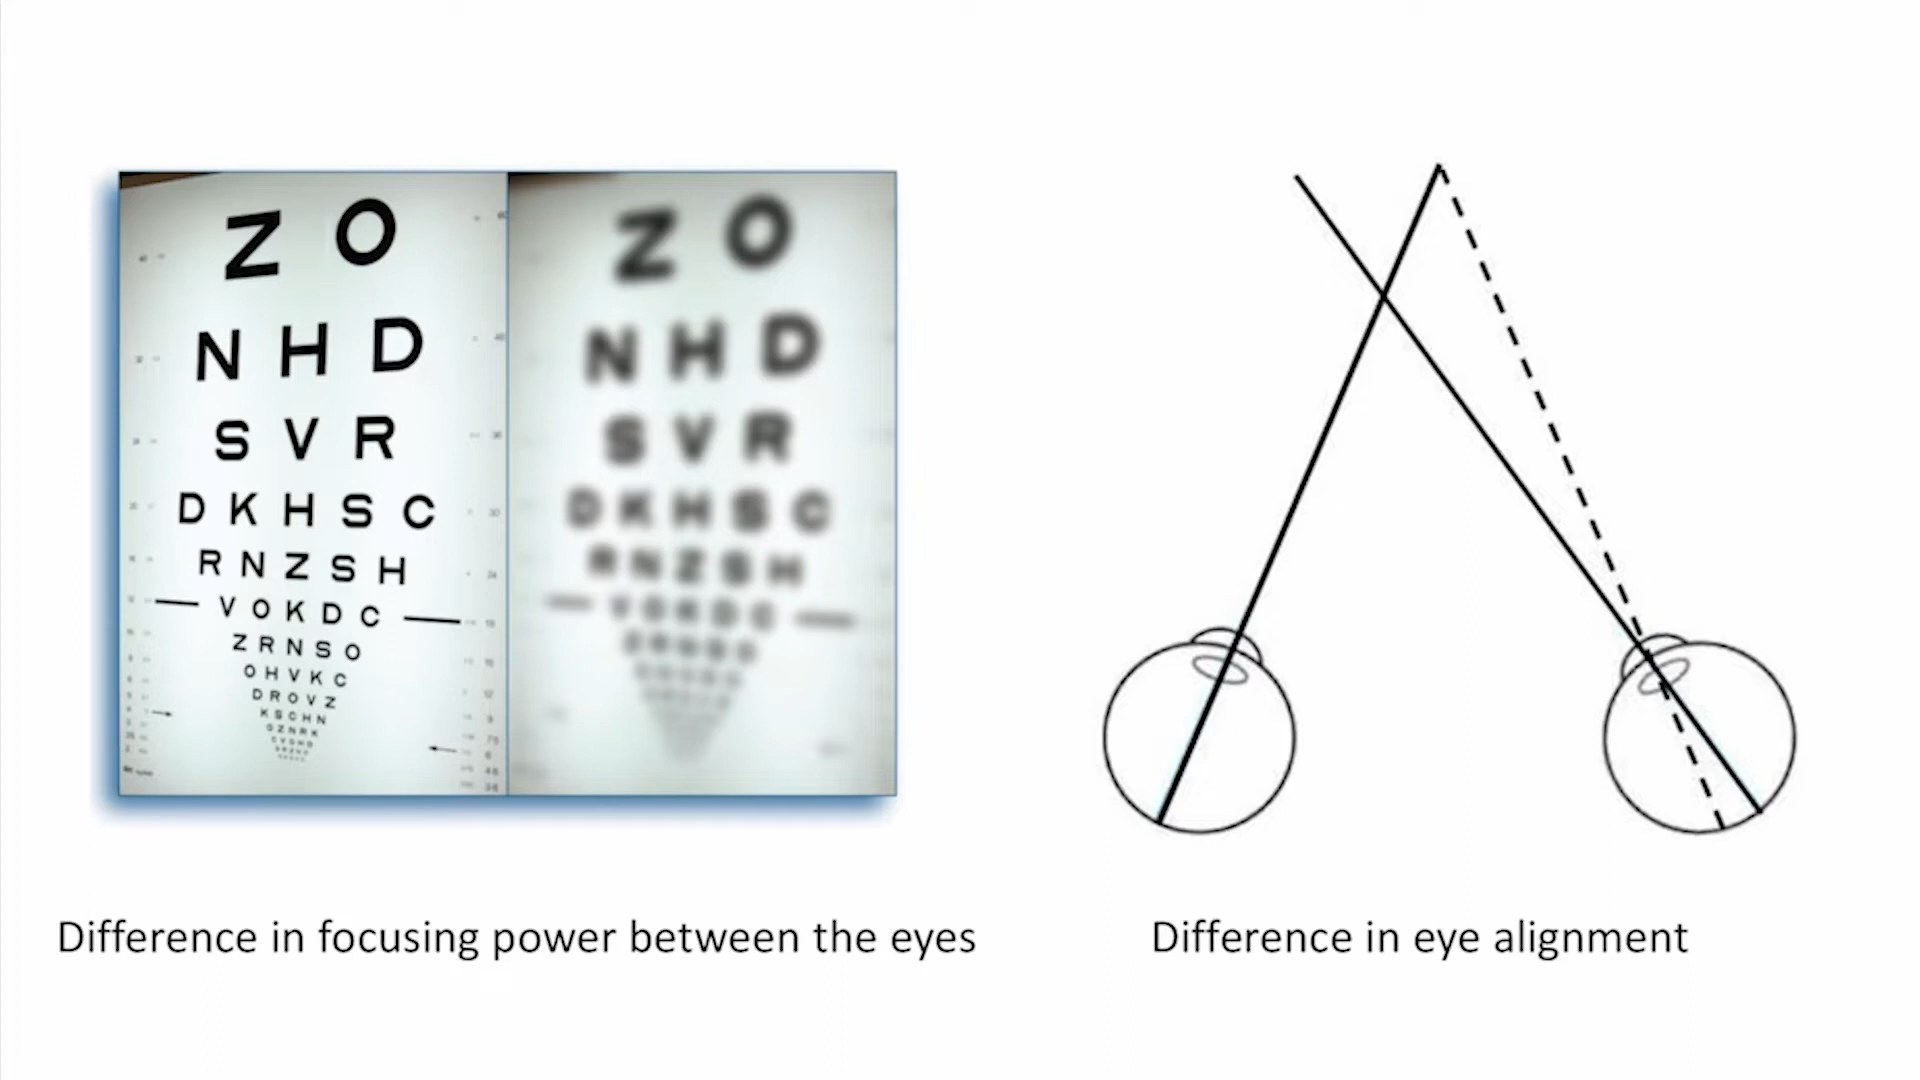 Z O
N H D
S V R
D K H S C
R N Z S H
V O K D C
Z R N S O
O H V K C
D R O V Z
K S C H N
O Z N R K
C V O H D
Z O
N H D
S V R
D K H S C
R N Z S H
V O K D C
Z R N S O
Difference in focusing power between the eyes
Difference in eye alignment